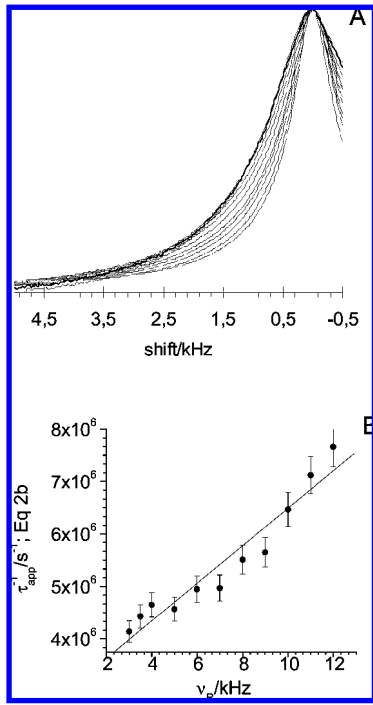 A
4,5 3,5 2,5 1,5 0,5 -0,5
shift/kHz
B
8x10⁶
7x10⁶
6x10⁶
5x10⁶
4x10⁶
τ⁻¹app/s⁻¹; Eq 2b
2 4 6 8 10 12
νₚ/kHz